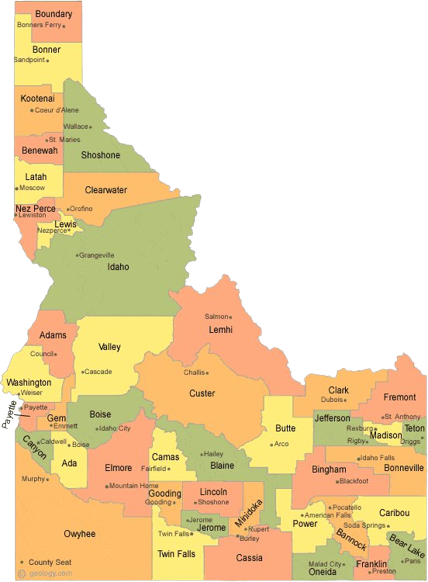 Boundary
Bonners Ferry
Bonner
Sandpoint
Kootenai
Coeur d'Alene
Wallace
Shoshone
St. Maries
Benewah
Latah
Moscow
Clearwater
Orofino
Nez Perce
Lewiston
Lewis
Nezperce
Grangeville
Idaho
Salmon
Lemhi
Adams
Council
Valley
Cascade
Challis
Custer
Washington
Weiser
Payette
Payette
Gem
Emmett
Boise
Idaho City
Canyon
Caldwell
Boise
Ada
Murphy
Elmore
Mountain Home
Camas
Fairfield
Hailey
Blaine
Butte
Arco
Clark
Dubois
Fremont
St. Anthony
Jefferson
Rigby
Rexburg
Madison
Teton
Driggs
Idaho Falls
Bonneville
Bingham
Blackfoot
Gooding
Gooding
Lincoln
Shoshone
Jerome
Jerome
Minidoka
Rupert
Burley
Twin Falls
Twin Falls
Cassia
Power
American Falls
Pocatello
Bannock
Soda Springs
Caribou
Bear Lake
Paris
Malad City
Oneida
Franklin
Preston
Owyhee
County Seat
© geology.com